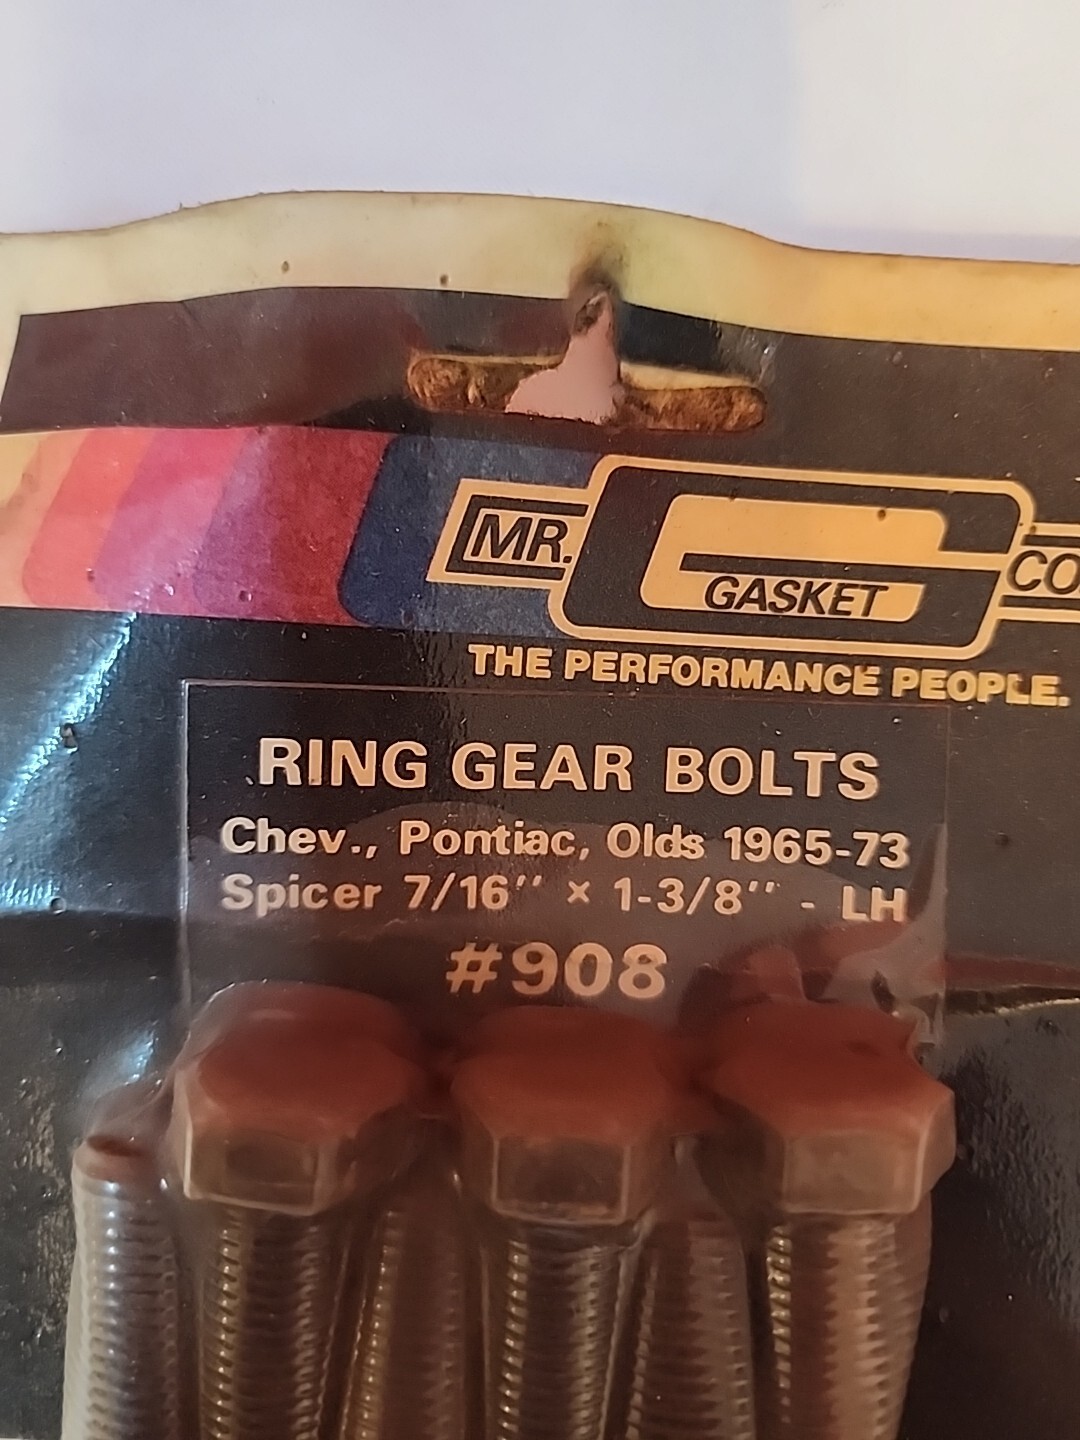 MR. GASKET CO
THE PERFORMANCE PEOPLE.
RING GEAR BOLTS
Chev., Pontiac, Olds 1965-73
Spicer 7/16" × 1-3/8" - LH
#908